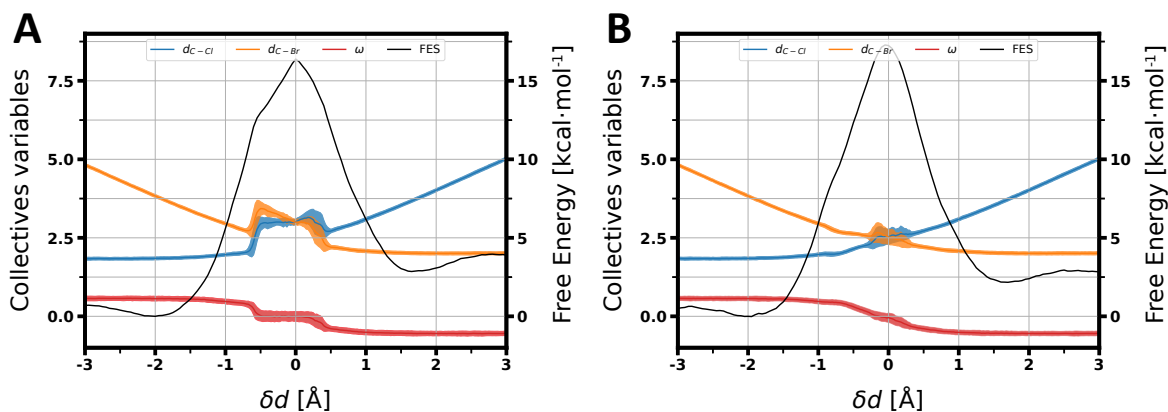 A
d_{C-Cl} d_{C-Br} ω FES
Collectives variables
7.5
5.0
2.5
0.0
-3 -2 -1 0 1 2 3
δd [Å]
15
10
5
0
Free Energy [kcal·mol⁻¹]
B
d_{C-Cl} d_{C-Br} ω FES
Collectives variables
7.5
5.0
2.5
0.0
-3 -2 -1 0 1 2 3
δd [Å]
15
10
5
0
Free Energy [kcal·mol⁻¹]